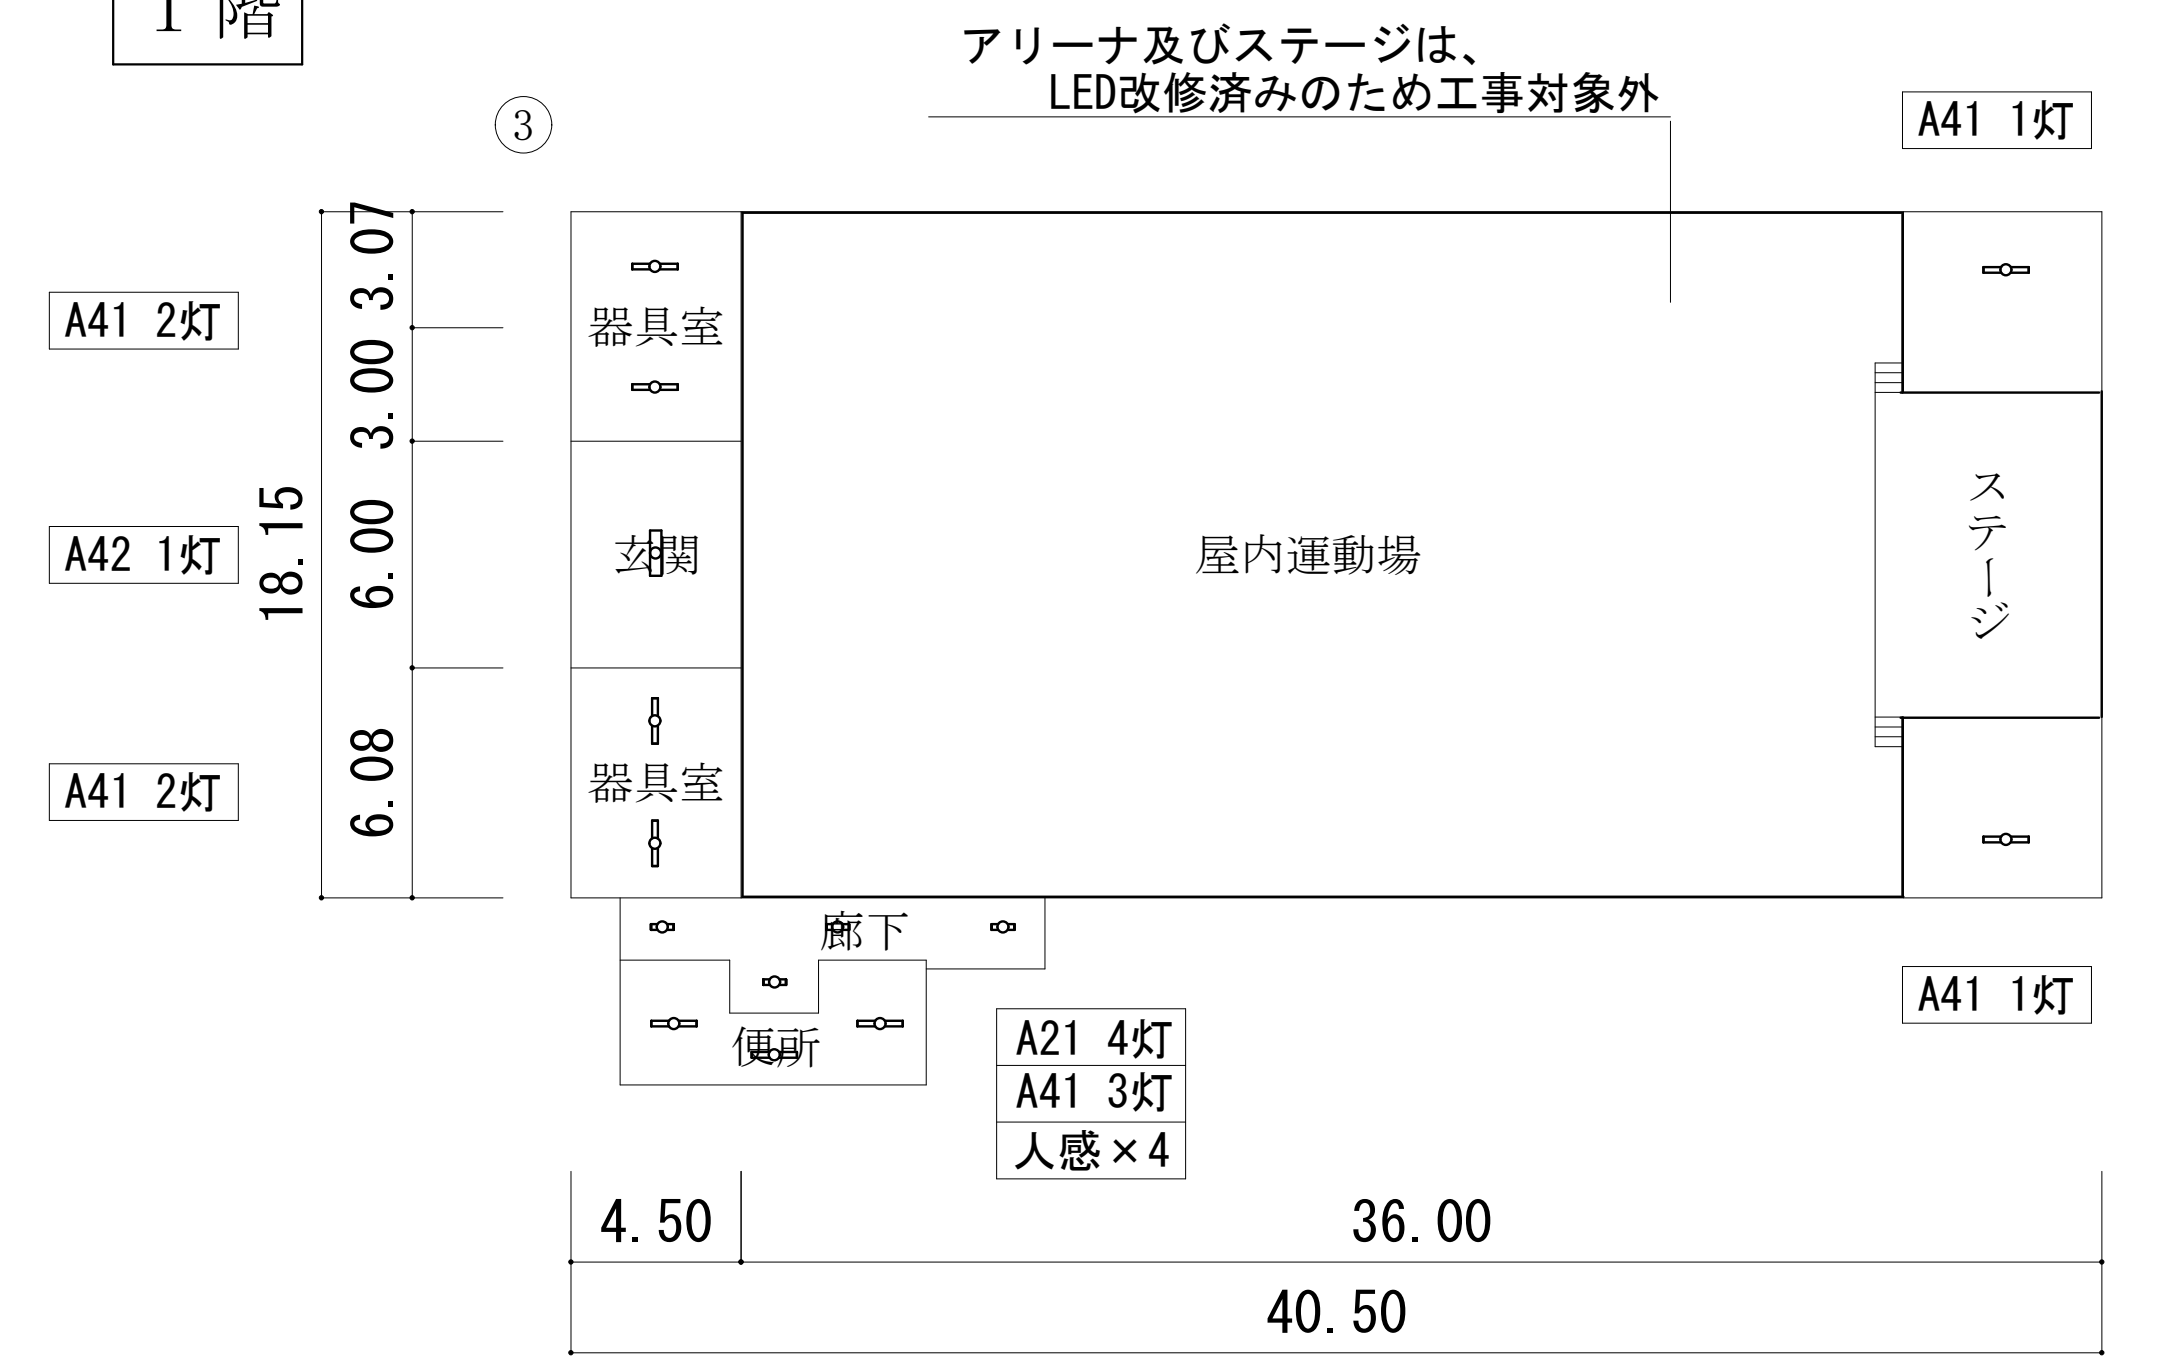 1 階
アリーナ及びステージは、
LED改修済みのため工事対象外
③
A41 1灯
3.07
A41 2灯
器具室
3.00
18.15
6.00
A42 1灯
玄関
屋内運動場
ステージ
6.08
A41 2灯
器具室
廊下
A41 1灯
便所
A21 4灯
A41 3灯
人感×4
4.50
36.00
40.50